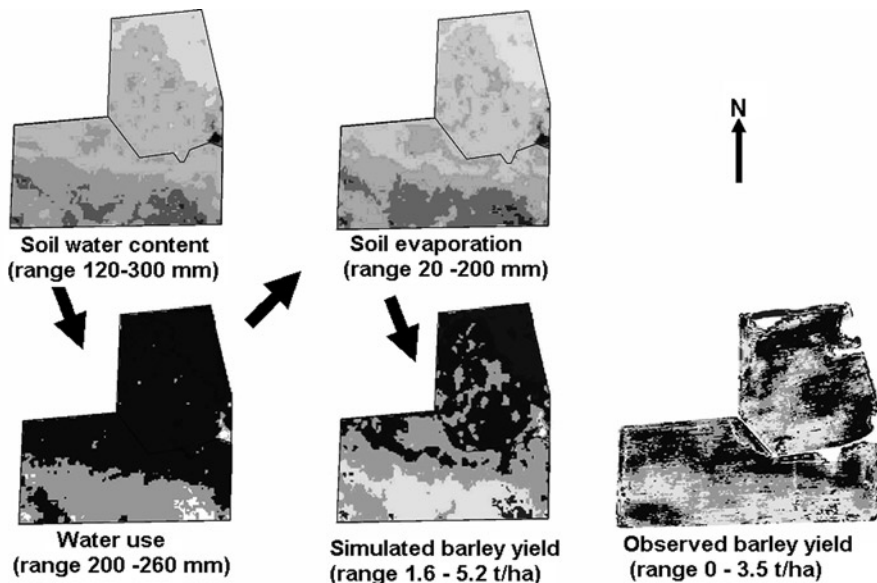 Soil water content
(range 120-300 mm)
Soil evaporation
(range 20 -200 mm)
N
Water use
(range 200 -260 mm)
Simulated barley yield
(range 1.6 - 5.2 t/ha)
Observed barley yield
(range 0 - 3.5 t/ha)